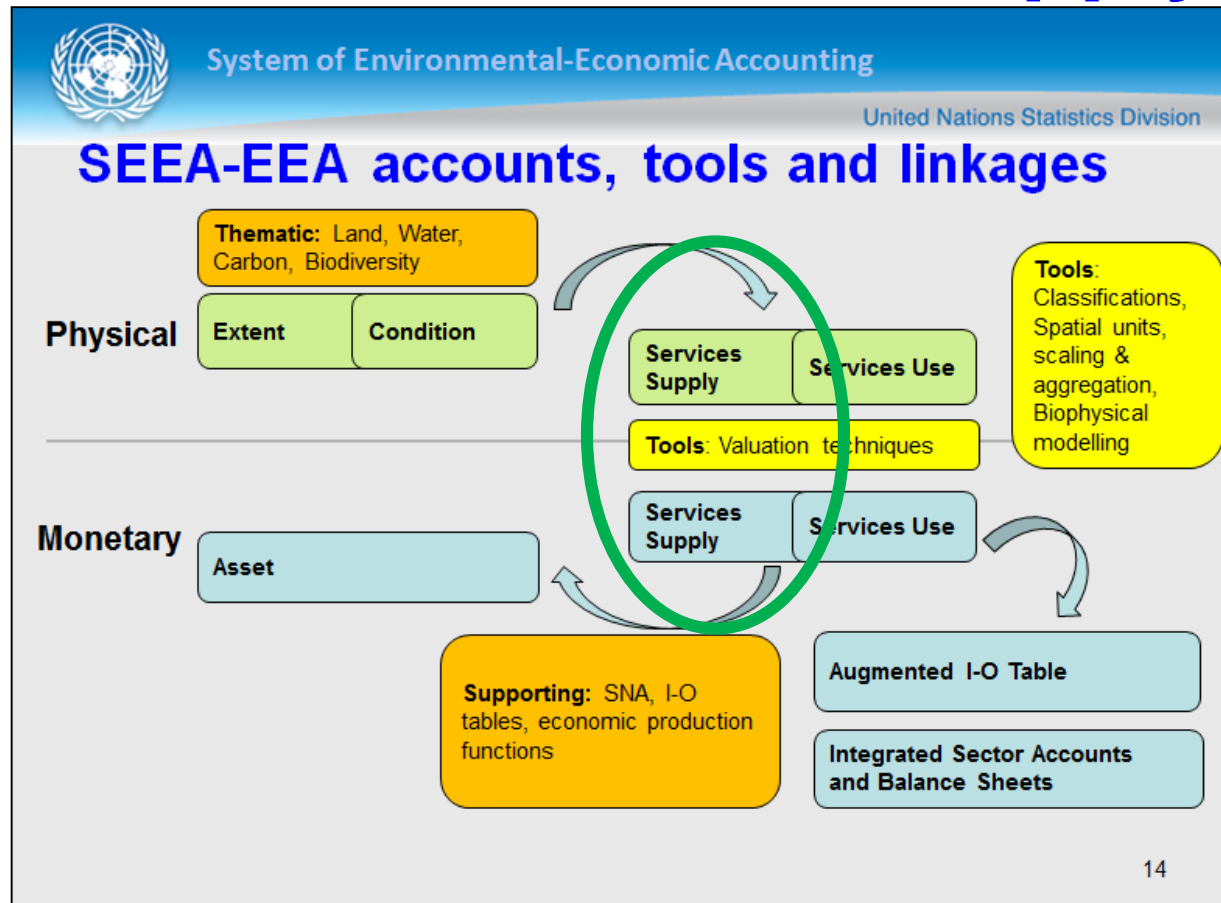 System of Environmental-Economic Accounting
United Nations Statistics Division
SEEA-EEA accounts, tools and linkages
Thematic: Land, Water,
Carbon, Biodiversity
Physical
Extent
Condition
Services
Supply
Services Use
Tools:
Classifications,
Spatial units,
scaling &
aggregation,
Biophysical
modelling
Tools: Valuation techniques
Monetary
Services
Supply
Services Use
Asset
Supporting: SNA, I-O
tables, economic production
functions
Augmented I-O Table
Integrated Sector Accounts
and Balance Sheets
14